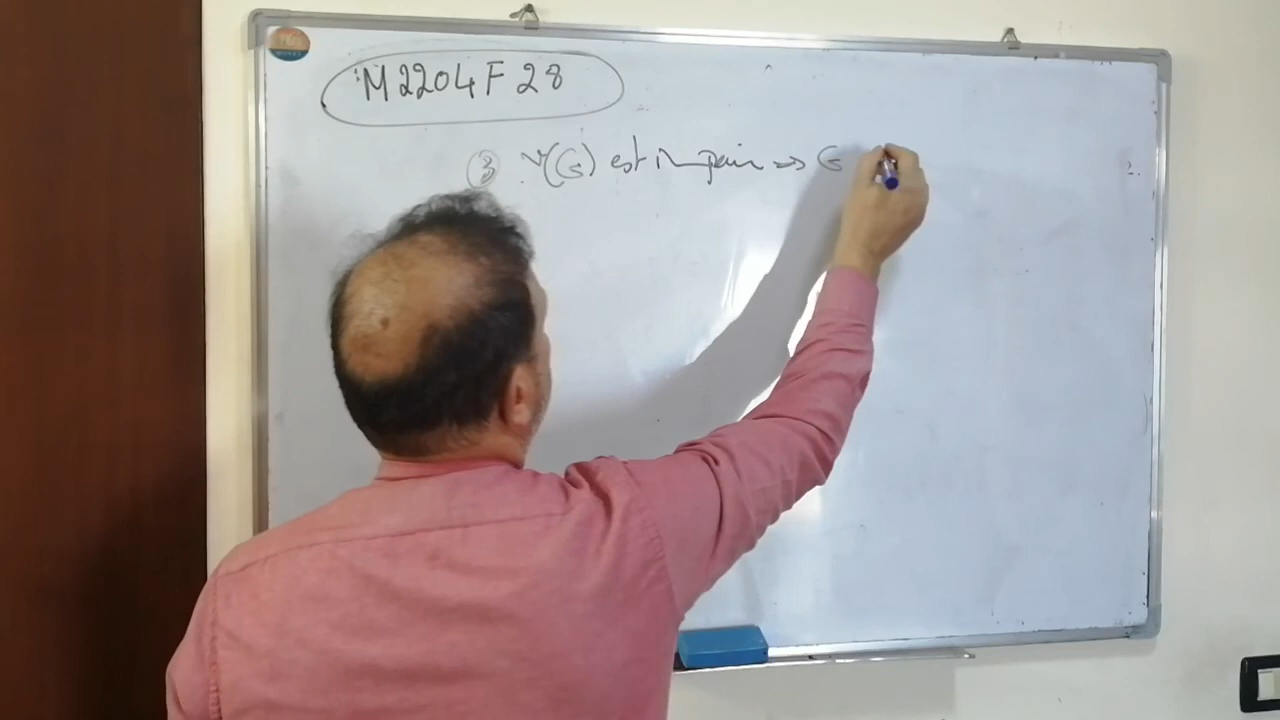 M2204F28
③ γ(G) est impair => G